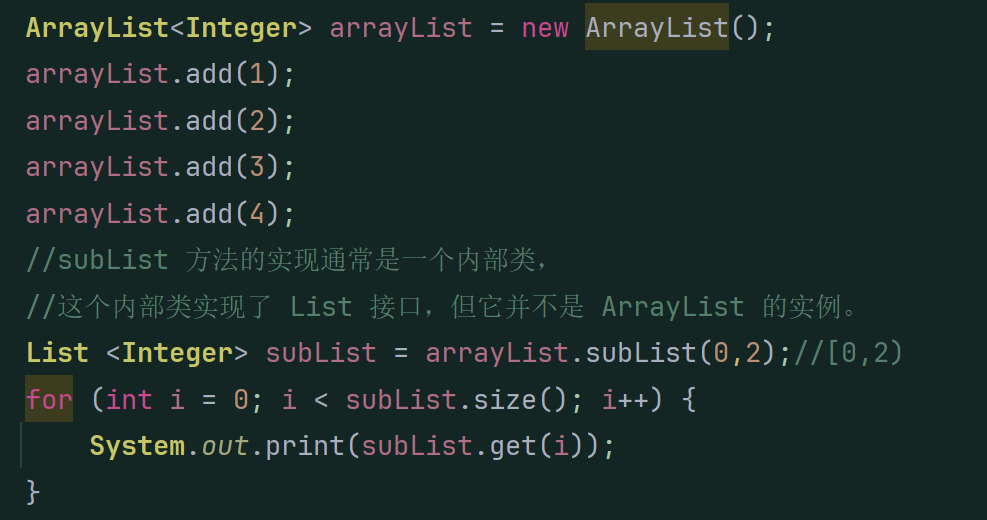 ArrayList<Integer> arrayList = new ArrayList();
arrayList.add(1);
arrayList.add(2);
arrayList.add(3);
arrayList.add(4);
//subList 方法的实现通常是一个内部类，
//这个内部类实现了 List 接口，但它并不是 ArrayList 的实例。
List <Integer> subList = arrayList.subList(0,2);//[0,2)
for (int i = 0; i < subList.size(); i++) {
    System.out.print(subList.get(i));
}